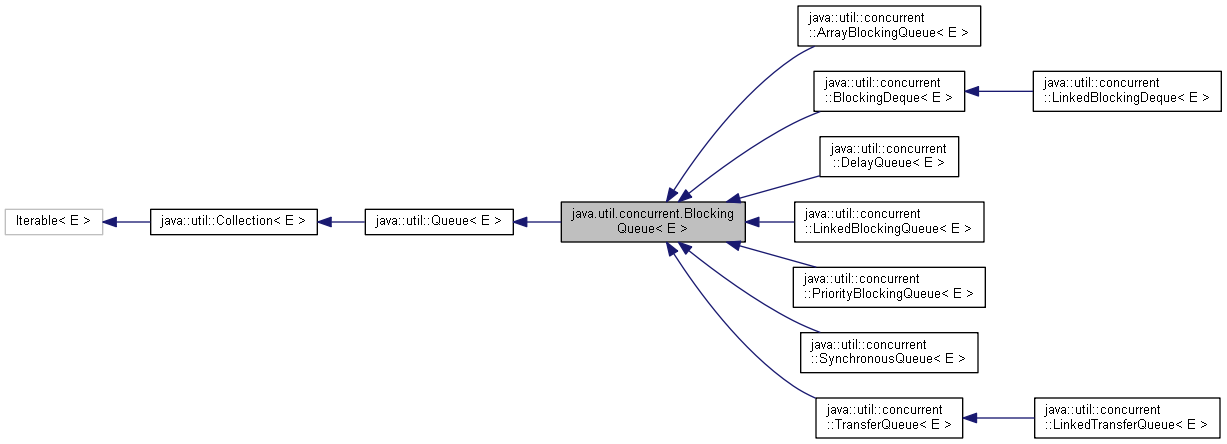 java::util::concurrent
::ArrayBlockingQueue< E >
java::util::concurrent
::BlockingDeque< E >
java::util::concurrent
::LinkedBlockingDeque< E >
java::util::concurrent
::DelayQueue< E >
Iterable< E >
java::util::Collection< E >
java::util::Queue< E >
java.util.concurrent.Blocking
Queue< E >
java::util::concurrent
::LinkedBlockingQueue< E >
java::util::concurrent
::PriorityBlockingQueue< E >
java::util::concurrent
::SynchronousQueue< E >
java::util::concurrent
::TransferQueue< E >
java::util::concurrent
::LinkedTransferQueue< E >